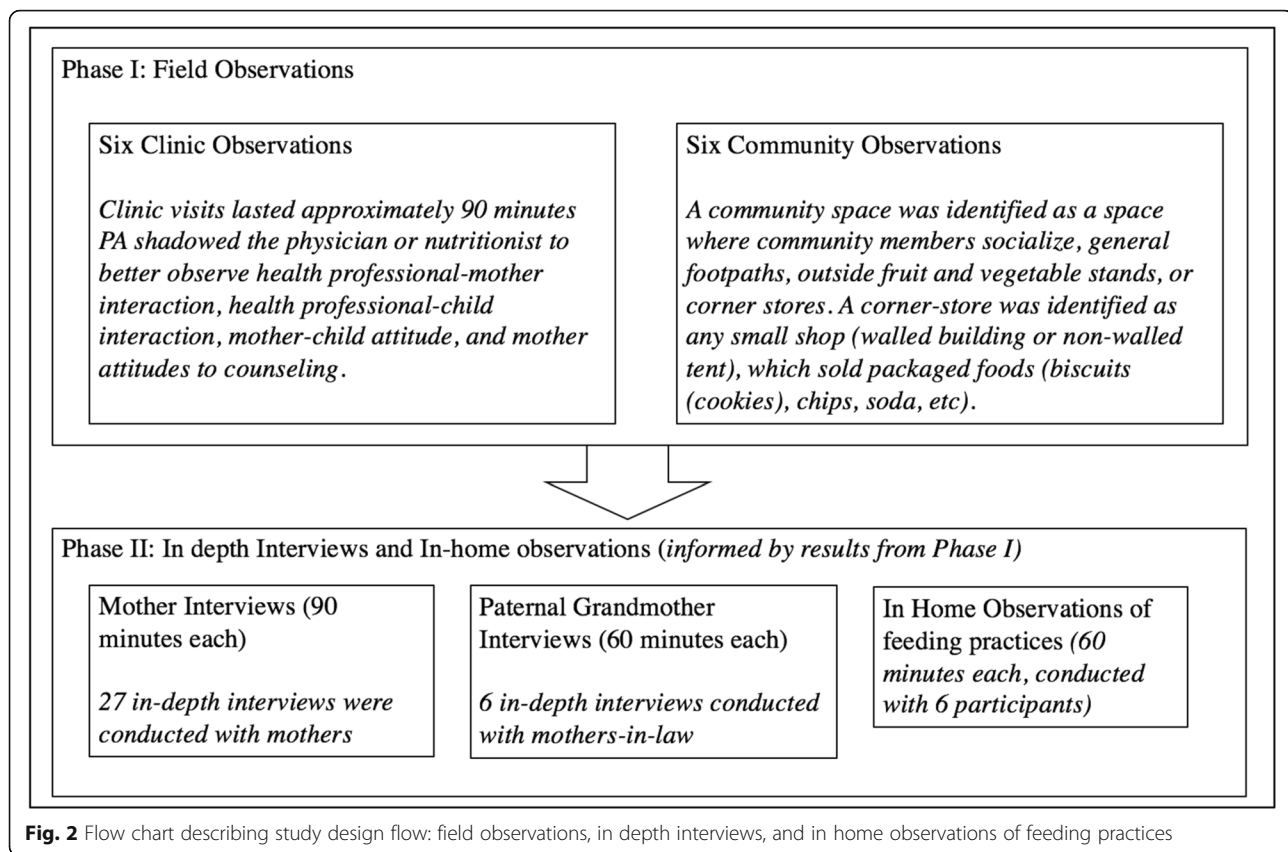 Phase I: Field Observations
Six Clinic Observations
Clinic visits lasted approximately 90 minutes
PA shadowed the physician or nutritionist to
better observe health professional-mother
interaction, health professional-child
interaction, mother-child attitude, and mother
attitudes to counseling.
Six Community Observations
A community space was identified as a space
where community members socialize, general
footpaths, outside fruit and vegetable stands, or
corner stores. A corner-store was identified as
any small shop (walled building or non-walled
tent), which sold packaged foods (biscuits
(cookies), chips, soda, etc).
Phase II: In depth Interviews and In-home observations (informed by results from Phase I)
Mother Interviews (90
minutes each)
27 in-depth interviews were
conducted with mothers
Paternal Grandmother
Interviews (60 minutes each)
6 in-depth interviews conducted
with mothers-in-law
In Home Observations of
feeding practices (60
minutes each, conducted
with 6 participants)
Fig. 2 Flow chart describing study design flow: field observations, in depth interviews, and in home observations of feeding practices